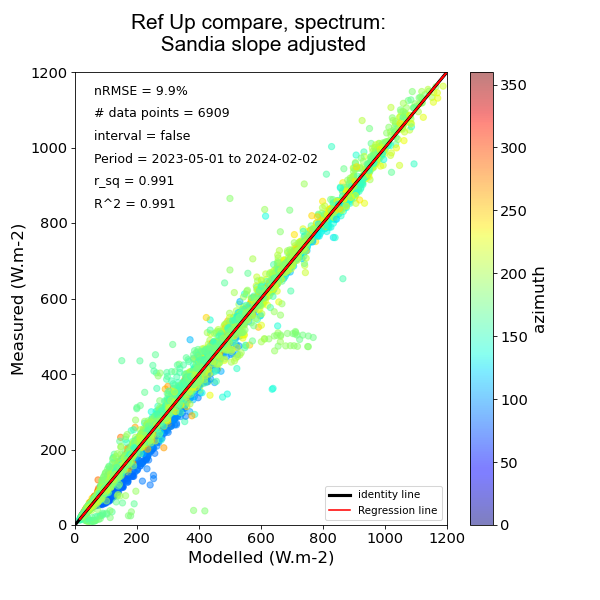 Ref Up compare, spectrum:
Sandia slope adjusted
nRMSE = 9.9%
# data points = 6909
interval = false
Period = 2023-05-01 to 2024-02-02
r_sq = 0.991
R^2 = 0.991
Measured (W.m-2)
1200
1000
800
600
400
200
0
0 200 400 600 800 1000 1200
Modelled (W.m-2)
identity line
Regression line
350
300
250
200
150
100
50
0
azimuth